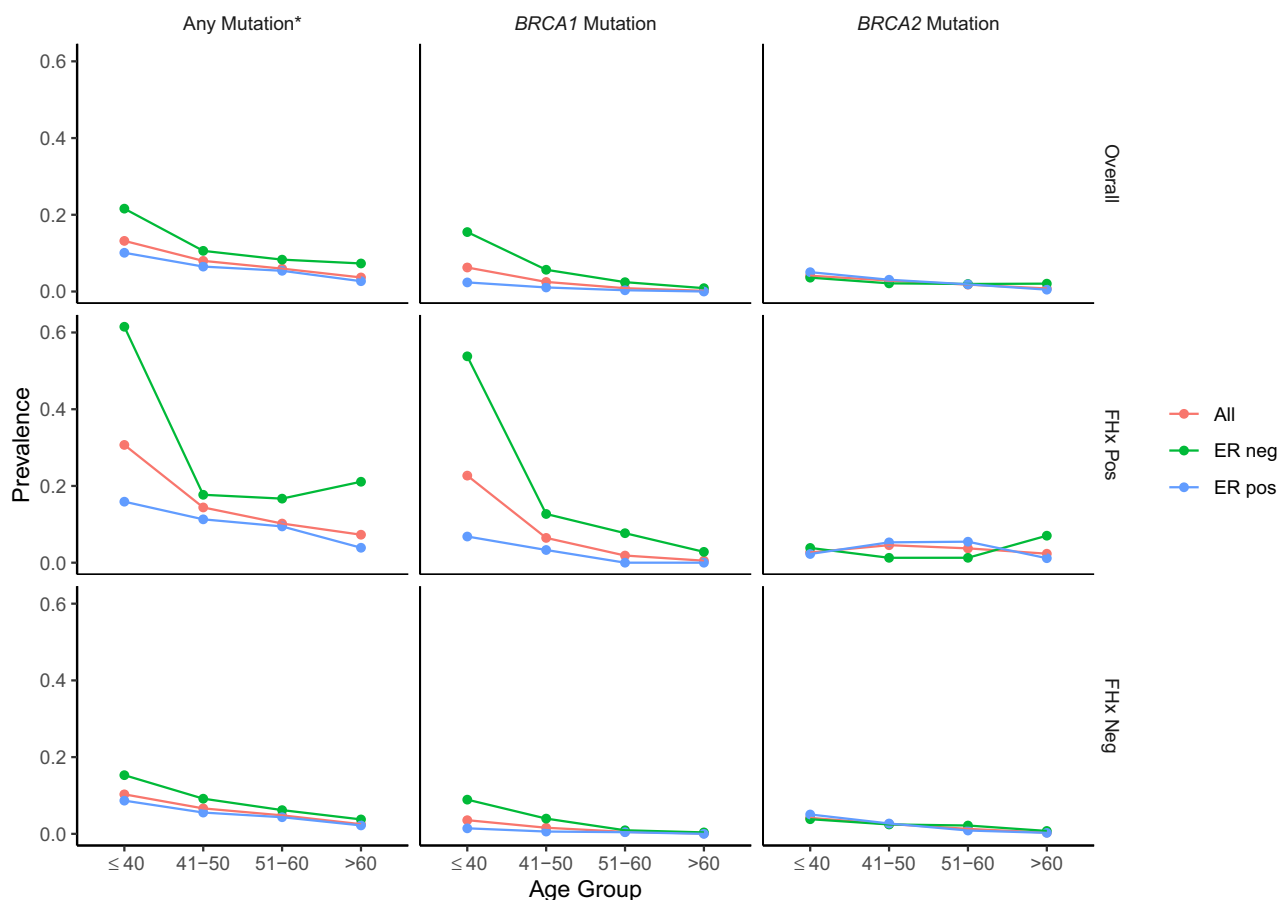 Any Mutation*
BRCA1 Mutation
BRCA2 Mutation
0.6
0.4
0.2
0.0
Overall
0.6
0.4
0.2
0.0
FHx Pos
0.6
0.4
0.2
0.0
FHx Neg
Prevalence
≤ 40
41−50
51−60
>60
≤ 40
41−50
51−60
>60
≤ 40
41−50
51−60
>60
Age Group
All
ER neg
ER pos